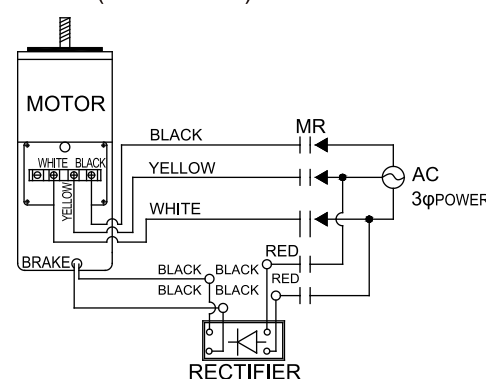 MOTOR
BLACK
MR
WHITE BLACK
YELLOW
YELLOW
AC
3φPOWER
WHITE
BRAKE
RED
BLACK BLACK
RED
BLACK BLACK
RECTIFIER